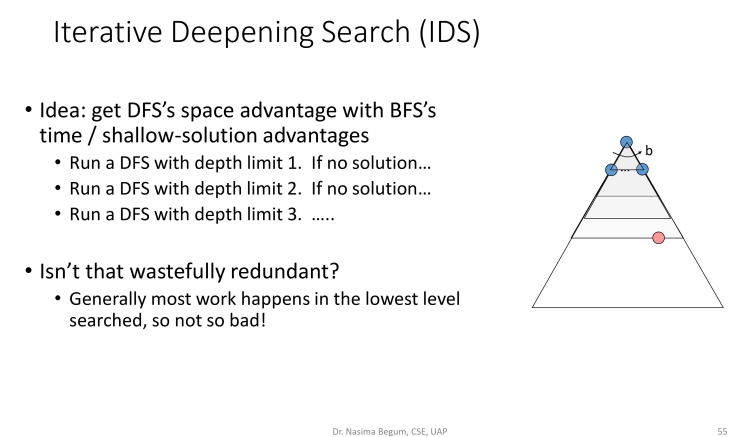 Iterative Deepening Search (IDS)
• Idea: get DFS's space advantage with BFS's
time / shallow-solution advantages
• Run a DFS with depth limit 1.  If no solution…
• Run a DFS with depth limit 2.  If no solution…
• Run a DFS with depth limit 3.  …..
b
…
• Isn't that wastefully redundant?
• Generally most work happens in the lowest level
searched, so not so bad!
Dr. Nasima Begum, CSE, UAP
55